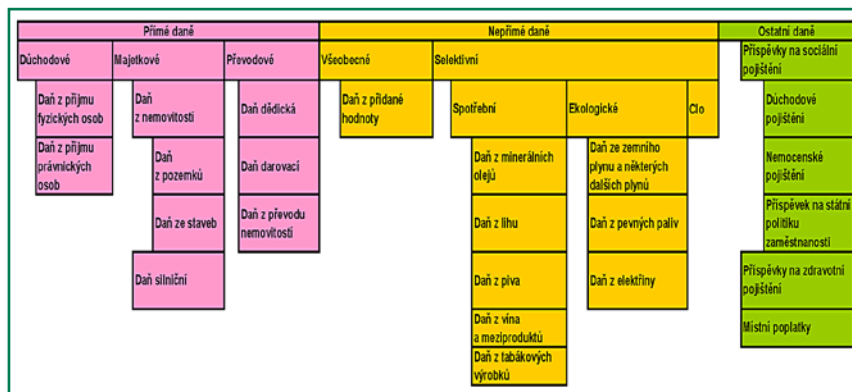 Přímé daně
Nepřímé daně
Ostatní daně
Důchodové
Majetkové
Převodové
Všeobecné
Selektivní
Příspěvky na sociální
pojištění
Daň z příjmu
fyzických osob
Daň
z nemovitostí
Daň dědická
Daň z přidané
hodnoty
Spotřební
Ekologické
Clo
Důchodové
pojištění
Daň z příjmu
právnických
osob
Daň
z pozemků
Daň darovací
Daň z minerálních
olejů
Daň ze zemního
plynu a některých
dalších plynů
Nemocenské
pojištění
Daň ze staveb
Daň z převodu
nemovitostí
Daň z lihu
Daň z pevných paliv
Příspěvek na státní
politiku
zaměstnanosti
Daň silniční
Daň z piva
Daň z elektřiny
Příspěvky na zdravotní
pojištění
Daň z vína
a meziproduktů
Místní poplatky
Daň z tabákových
výrobků